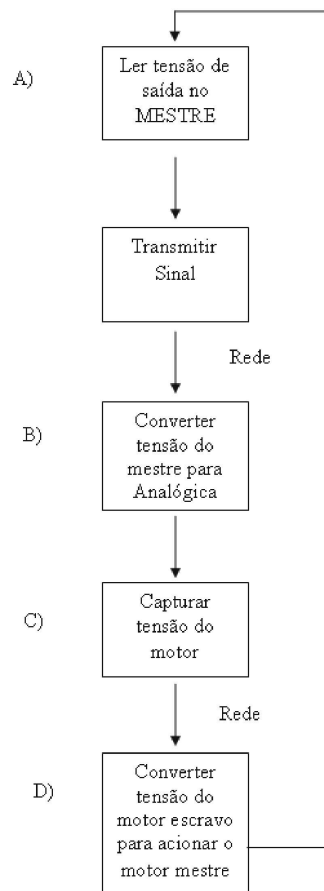 A)
Ler tensão de
saída no
MESTRE
Transmitir
Sinal
Rede
B)
Converter
tensão do
mestre para
Analógica
C)
Capturar
tensão do
motor
Rede
D)
Converter
tensão do
motor escravo
para acionar o
motor mestre